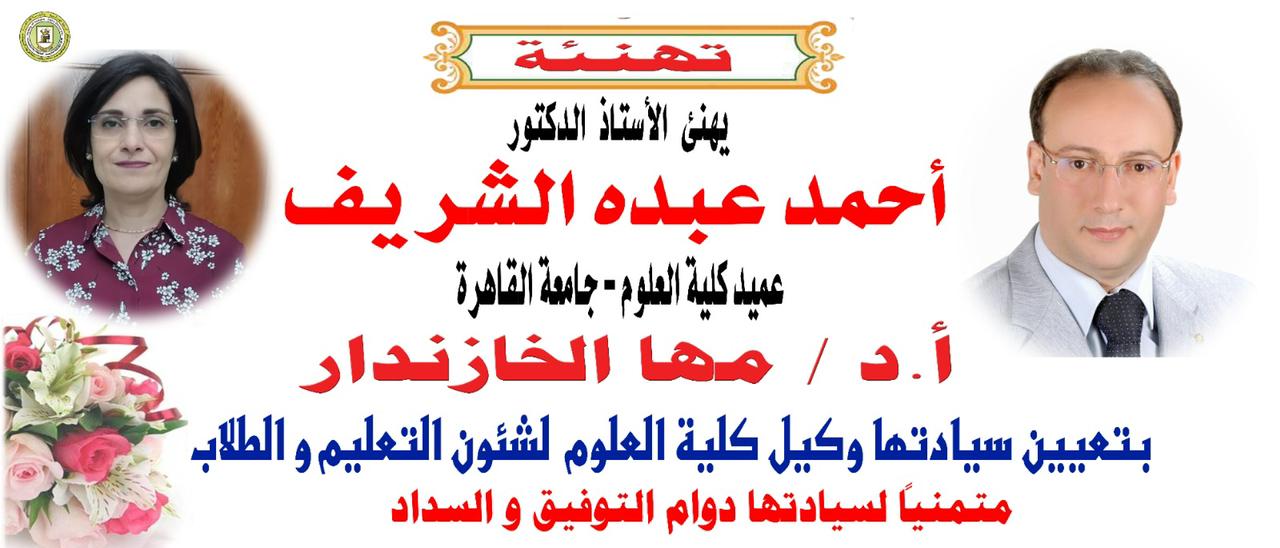 تهنئة
يهنئ الأستاذ الدكتور
أحمد عبده الشريف
عميد كلية العلوم - جامعة القاهرة
أ.د / مها الخازندار
بتعيين سيادتها وكيل كلية العلوم لشئون التعليم و الطلاب
متمنياً لسيادتها دوام التوفيق و السداد